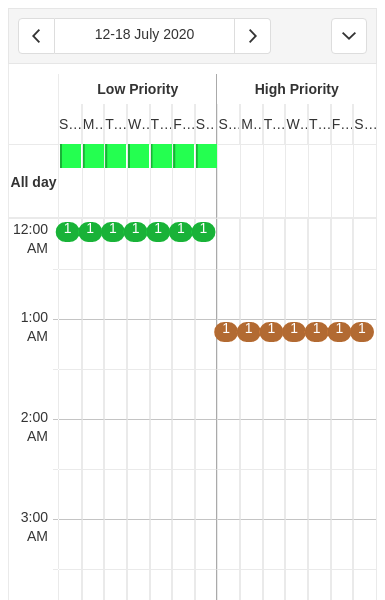 12-18 July 2020
Low Priority High Priority
S... M... T... W... T... F... S... S... M... T... W... T... F... S...
All day
12:00 1 1 1 1 1 1 1
AM
1:00 1 1 1 1 1 1 1
AM
2:00
AM
3:00
AM